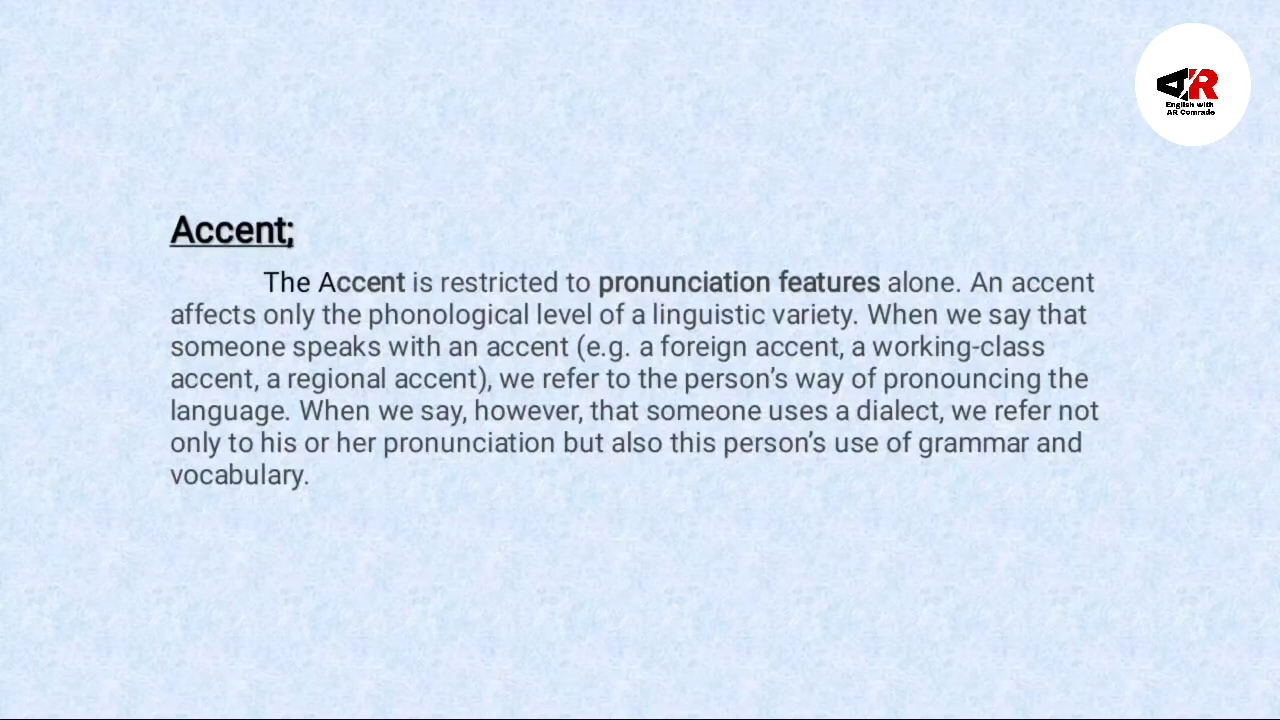 AR
English with
AR Comrade
Accent;
The Accent is restricted to pronunciation features alone. An accent
affects only the phonological level of a linguistic variety. When we say that
someone speaks with an accent (e.g. a foreign accent, a working-class
accent, a regional accent), we refer to the person’s way of pronouncing the
language. When we say, however, that someone uses a dialect, we refer not
only to his or her pronunciation but also this person’s use of grammar and
vocabulary.